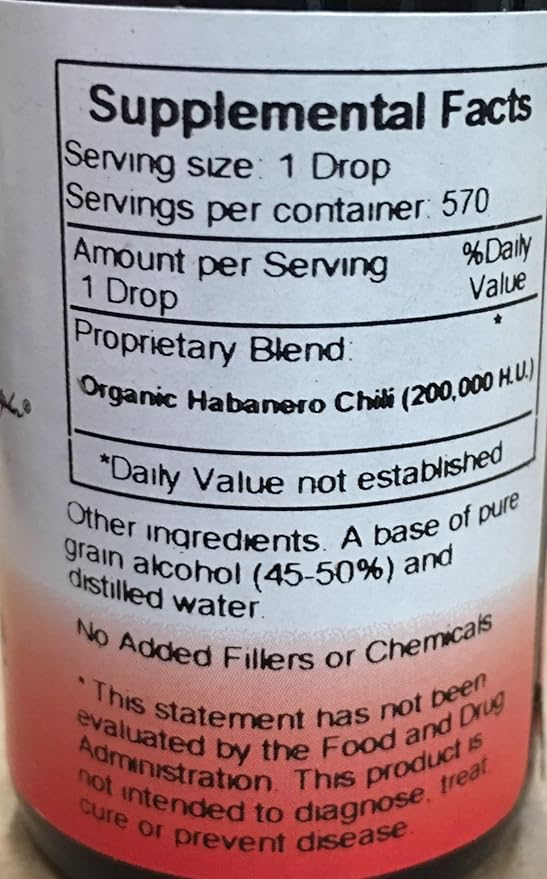 Supplemental Facts
Serving size: 1 Drop
Servings per container: 570
Amount per Serving
1 Drop
%Daily
Value
*
Proprietary Blend:
Organic Habanero Chili (200,000 H.U.)
*Daily Value not established
Other ingredients. A base of pure
grain alcohol (45-50%) and
distilled water.
No Added Fillers or Chemicals
* This statement has not been
evaluated by the Food and Drug
Administration. This product is
not intended to diagnose, treat,
cure or prevent disease.